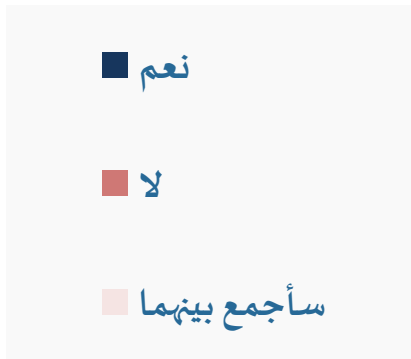 نعم
لا
سأجمع بينهما